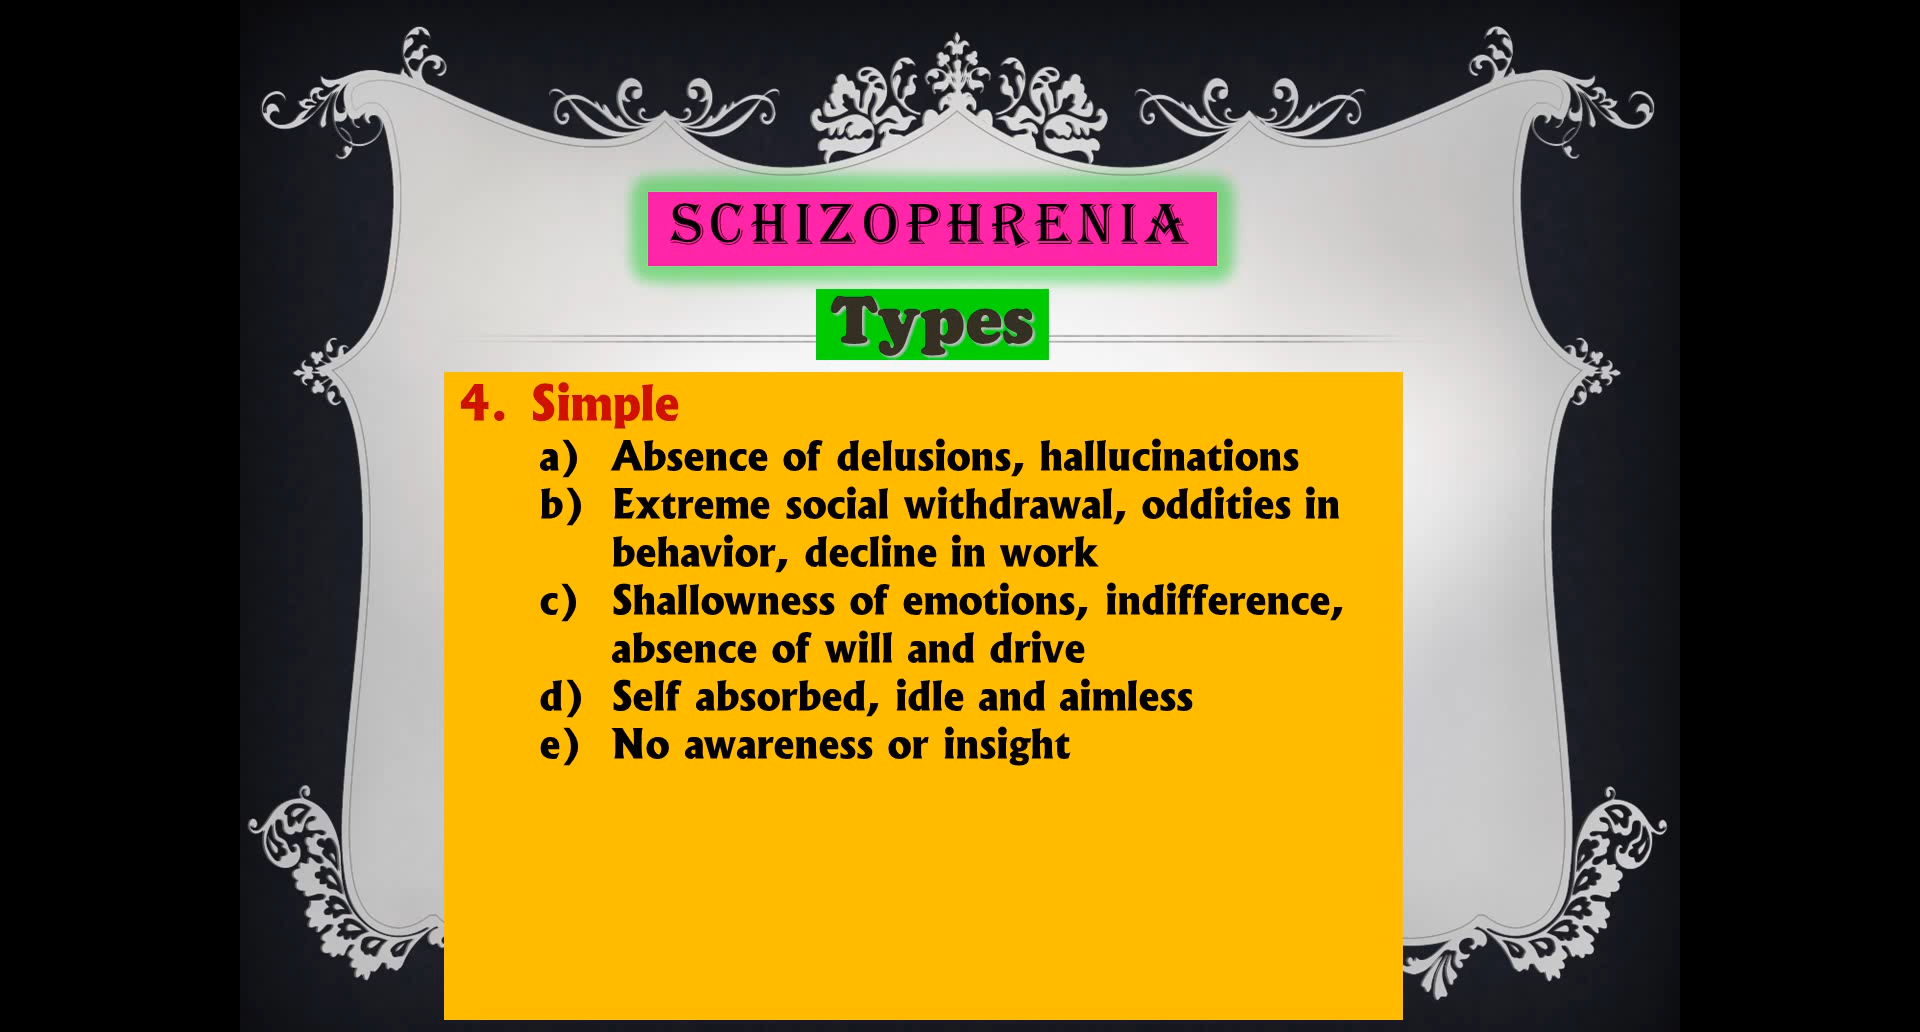 SCHIZOPHRENIA
Types
4. Simple
a) Absence of delusions, hallucinations
b) Extreme social withdrawal, oddities in
behavior, decline in work
c) Shallowness of emotions, indifference,
absence of will and drive
d) Self absorbed, idle and aimless
e) No awareness or insight